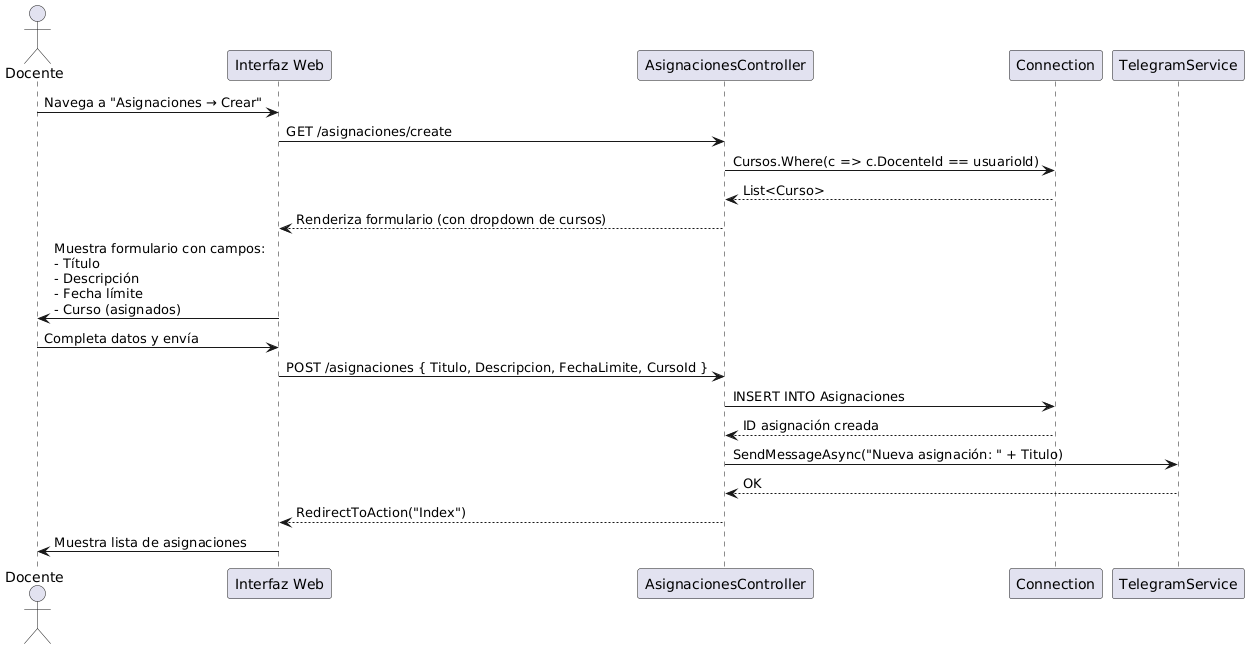 Docente
Interfaz Web
AsignacionesController
Connection
TelegramService
Navega a "Asignaciones → Crear"
GET /asignaciones/create
Cursos.Where(c => c.DocenteId == usuarioId)
List<Curso>
Renderiza formulario (con dropdown de cursos)
Muestra formulario con campos:
- Título
- Descripción
- Fecha límite
- Curso (asignados)
Completa datos y envía
POST /asignaciones { Titulo, Descripcion, FechaLimite, CursoId }
INSERT INTO Asignaciones
ID asignación creada
SendMessageAsync("Nueva asignación: " + Titulo)
OK
RedirectToAction("Index")
Muestra lista de asignaciones
Docente
Interfaz Web
AsignacionesController
Connection
TelegramService